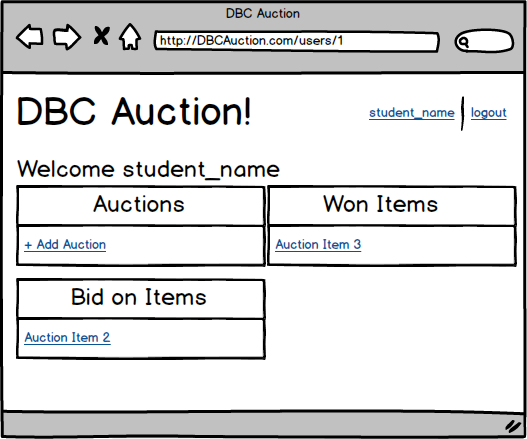 DBC Auction
http://DBCAuction.com/users/1
DBC Auction!
student_name
logout
Welcome student_name
Auctions
Won Items
+ Add Auction
Auction Item 3
Bid on Items
Auction Item 2